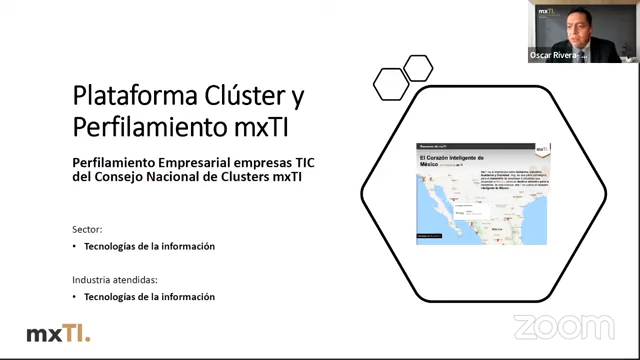 Plataforma Clúster y
Perfilamiento mxTI
Perfilamiento Empresarial empresas TIC
del Consejo Nacional de Clusters mxTI
Sector:
• Tecnologías de la información
Industria atendidas:
• Tecnologías de la información
mxTI.
El Corazón Inteligente de
México
México
mxTI.
mxTI.
Oscar Rivera-...
zoom